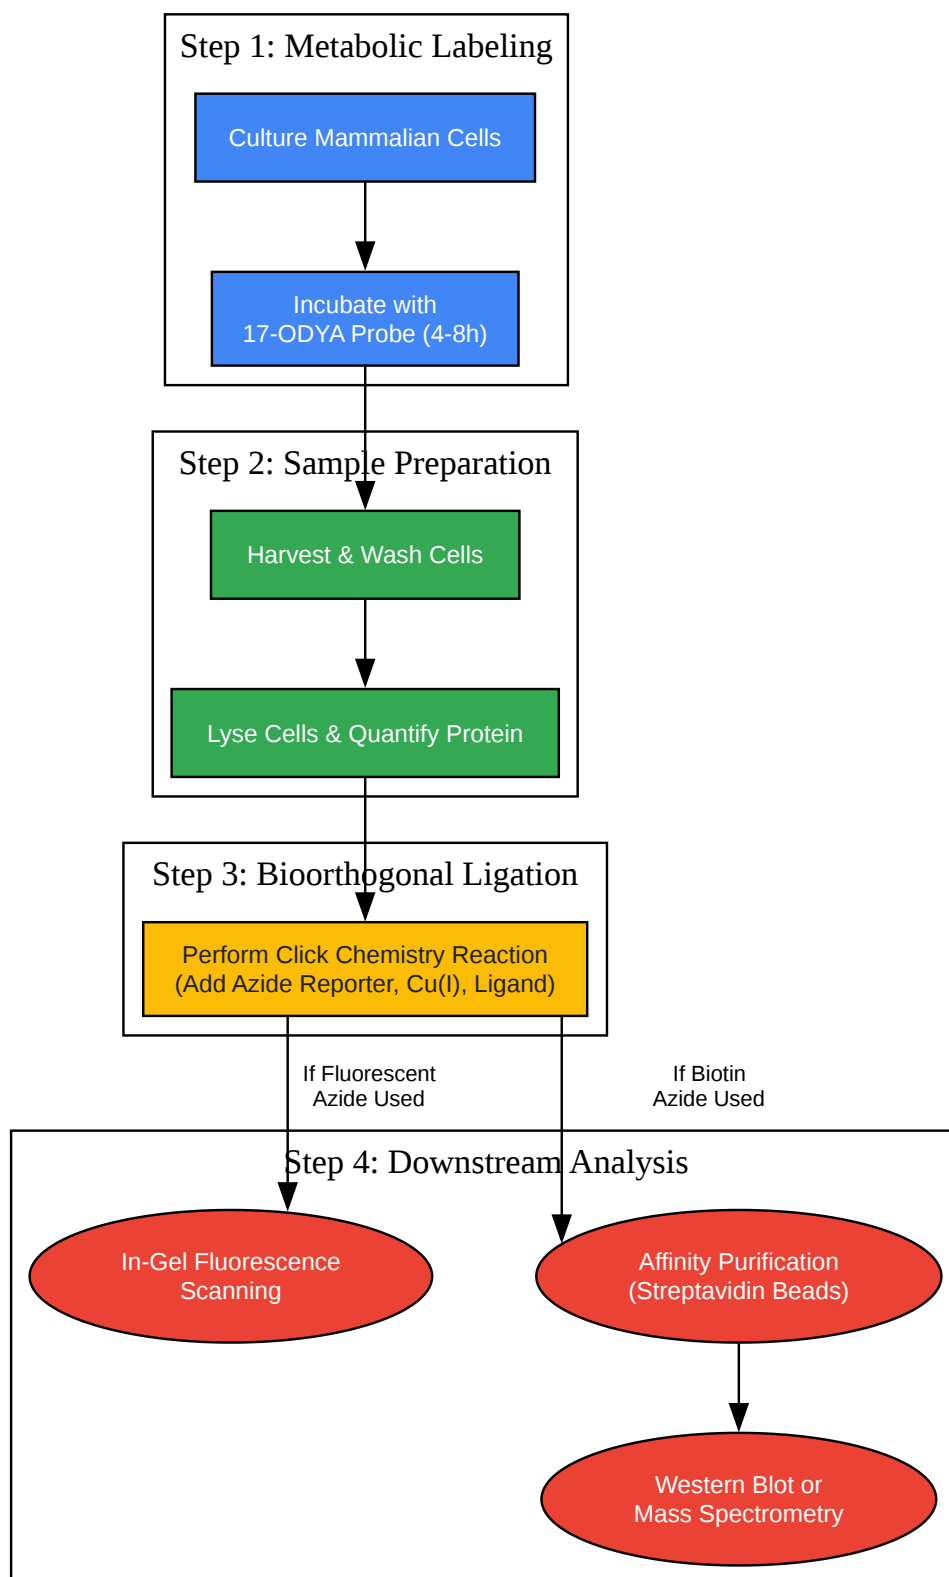 Step 1: Metabolic Labeling
Culture Mammalian Cells
Incubate with
17-ODYA Probe (4-8h)
Step 2: Sample Preparation
Harvest & Wash Cells
Lyse Cells & Quantify Protein
Step 3: Bioorthogonal Ligation
Perform Click Chemistry Reaction
(Add Azide Reporter, Cu(I), Ligand)
If Fluorescent
Azide Used
If Biotin
Azide Used
Step 4: Downstream Analysis
In-Gel Fluorescence
Scanning
Affinity Purification
(Streptavidin Beads)
Western Blot or
Mass Spectrometry